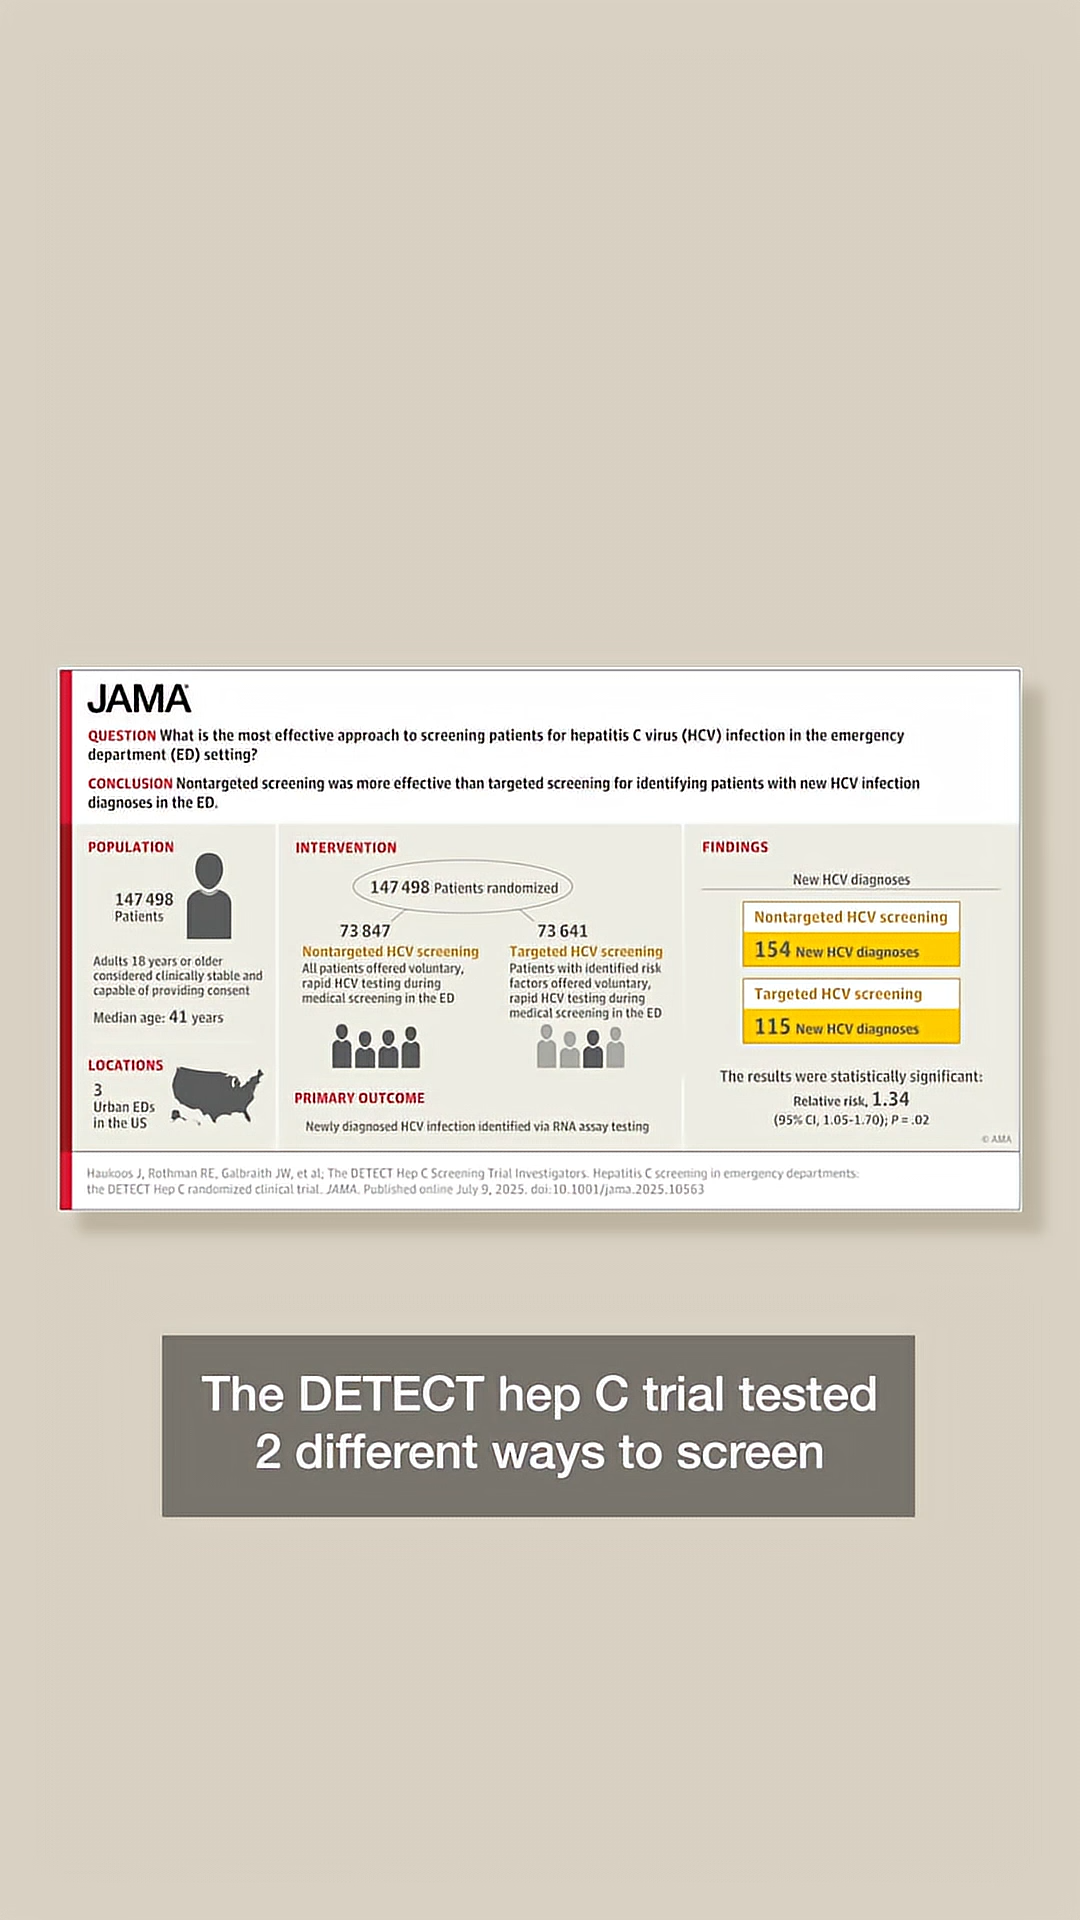 JAMA
QUESTION What is the most effective approach to screening patients for hepatitis C virus (HCV) infection in the emergency
department (ED) setting?
CONCLUSION Nontargeted screening was more effective than targeted screening for identifying patients with new HCV infection
diagnoses in the ED.
POPULATION
147 498
Patients
Adults 18 years or older
considered clinically stable and
capable of providing consent
Median age: 41 years
LOCATIONS
3
Urban EDs
in the US
INTERVENTION
147 498 Patients randomized
73 847
Nontargeted HCV screening
All patients offered voluntary,
rapid HCV testing during
medical screening in the ED
73 641
Targeted HCV screening
Patients with identified risk
factors offered voluntary,
rapid HCV testing during
medical screening in the ED
PRIMARY OUTCOME
Newly diagnosed HCV infection identified via RNA assay testing
FINDINGS
New HCV diagnoses
Nontargeted HCV screening
154 New HCV diagnoses
Targeted HCV screening
115 New HCV diagnoses
The results were statistically significant:
Relative risk, 1.34
(95% CI, 1.05-1.70); P = .02
© AMA
Haukoos J, Rothman RE, Galbraith JW, et al; The DETECT Hep C Screening Trial Investigators. Hepatitis C screening in emergency departments:
the DETECT Hep C randomized clinical trial. JAMA. Published online July 9, 2025. doi:10.1001/jama.2025.10563
The DETECT hep C trial tested
2 different ways to screen